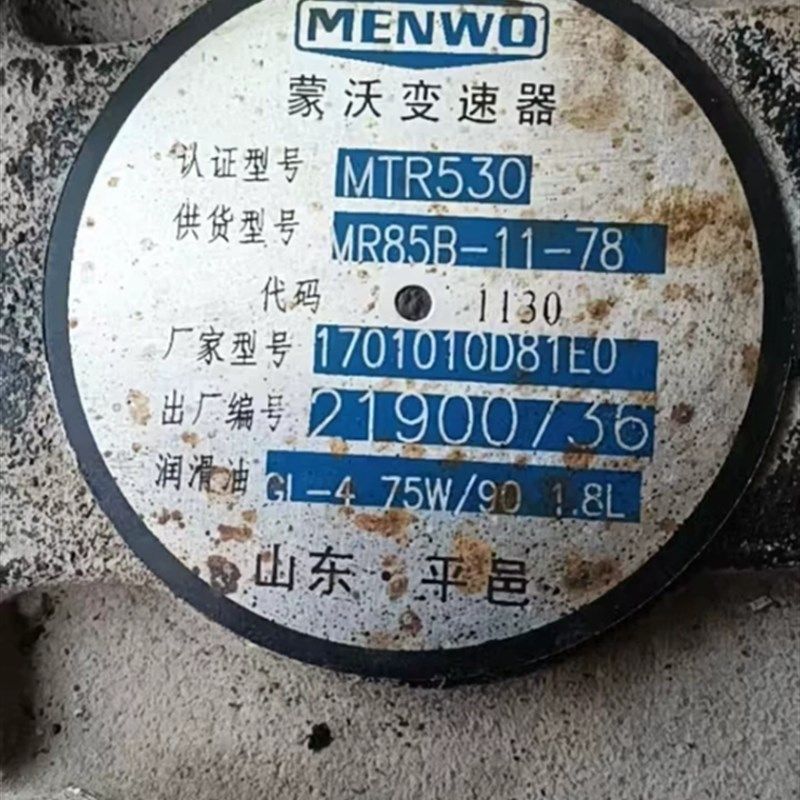 MENWO
蒙沃变速器
认证型号 MTR530
供货型号 MR85B-11-78
代码 1130
厂家型号 1701010D81E0
出厂编号 21900736
润滑油 GL-4 75W/90 1.8L
山东·平邑